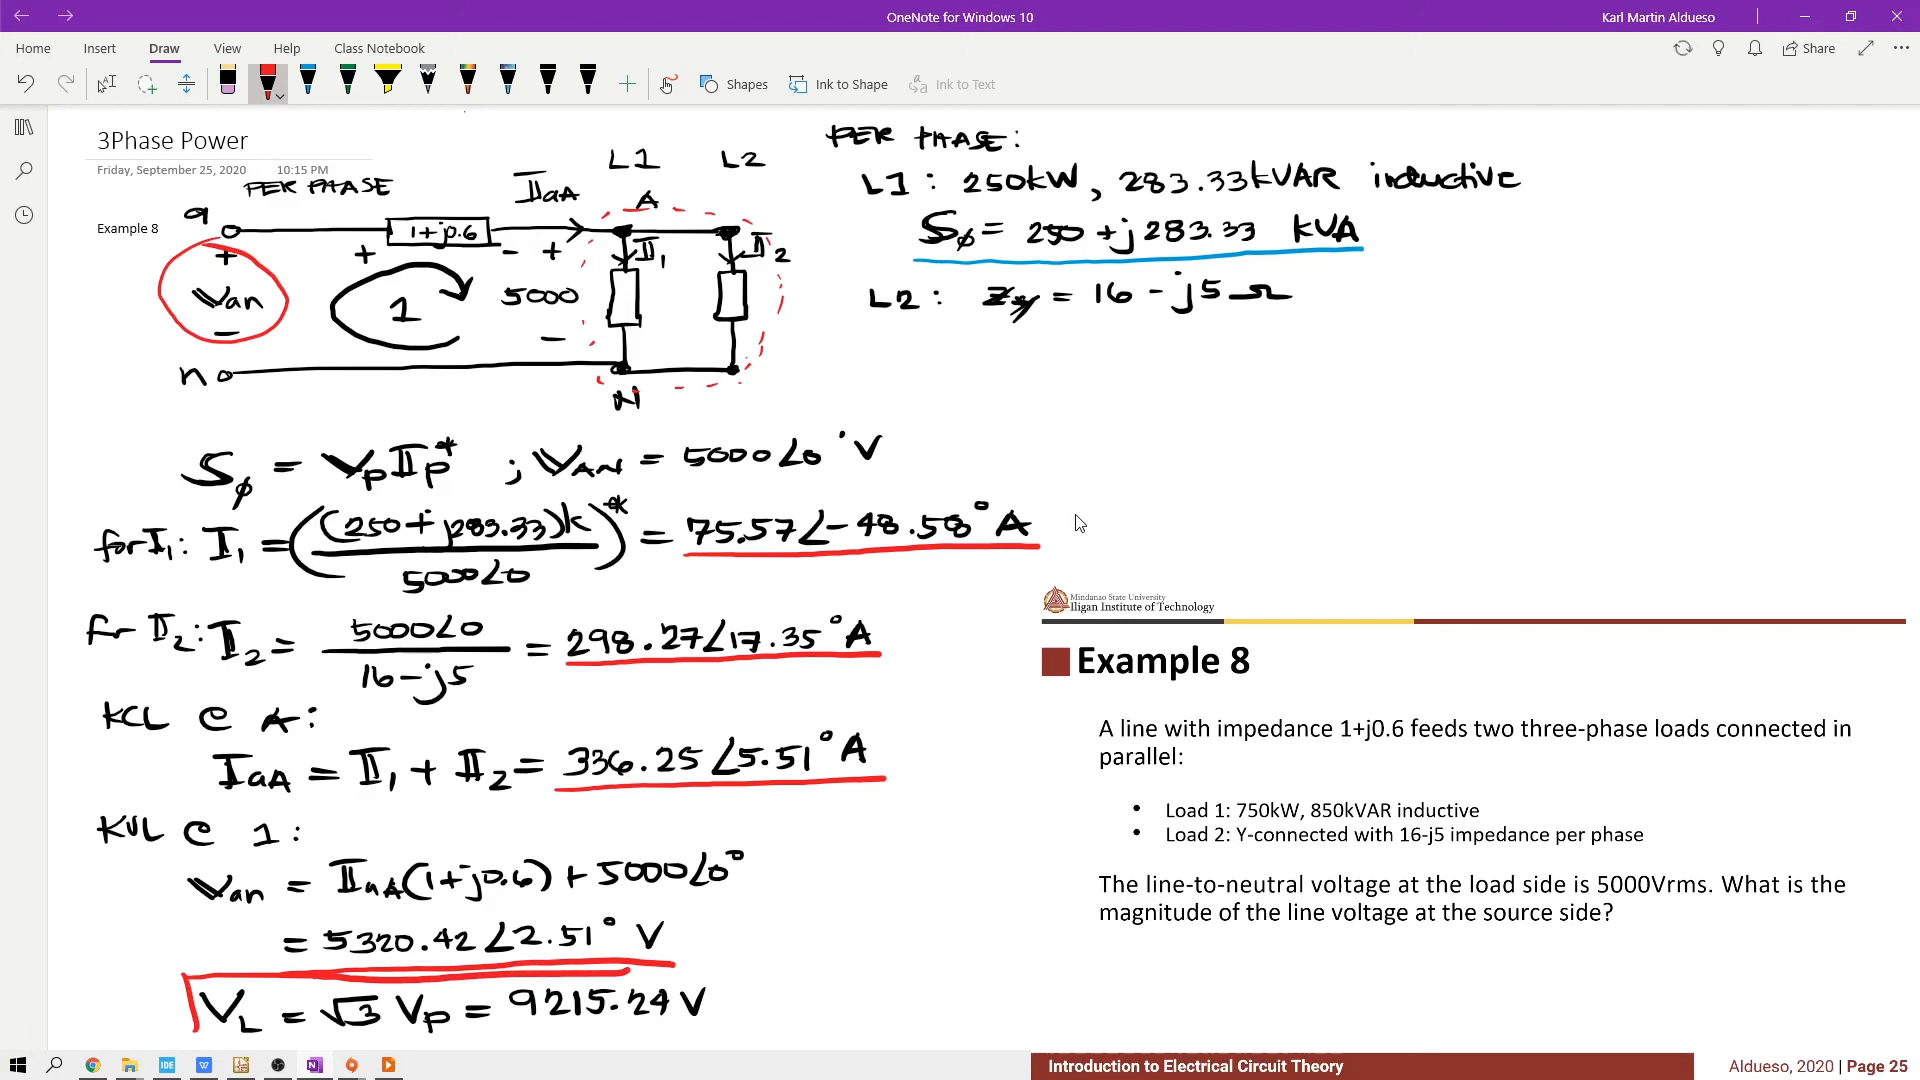 OneNote for Windows 10
Karl Martin Aldueso
Home Insert Draw View Help Class Notebook
Share
Shapes Ink to Shape Ink to Text
3Phase Power
Friday, September 25, 2020 10:15 PM
Example 8
PER PHASE
IaA
L1 L2
A
a
1+j0.6
+ + - +
I1 I2
Van
1
5000
- -
n
N
PER PHASE:
L1: 250kW, 283.33kVAR inductive
Sϕ = 250 + j283.33 KVA
L2: Zy = 16 - j5 Ω
Sϕ = VpIp* ; VAN = 5000∠0° V
for I1: I1 = ((250+j283.33)k / 5000∠0)* = 75.57∠-48.58° A
for I2: I2 = 5000∠0 / 16-j5 = 298.27∠17.35° A
KCL @ A:
IaA = I1 + I2 = 336.25∠5.51° A
KVL @ 1:
Van = IaA(1+j0.6) + 5000∠0°
= 5320.42∠2.51° V
VL = √3 Vp = 9215.24 V
Mindanao State University
Iligan Institute of Technology
Example 8
A line with impedance 1+j0.6 feeds two three-phase loads connected in
parallel:
• Load 1: 750kW, 850kVAR inductive
• Load 2: Y-connected with 16-j5 impedance per phase
The line-to-neutral voltage at the load side is 5000Vrms. What is the
magnitude of the line voltage at the source side?
Introduction to Electrical Circuit Theory
Aldueso, 2020 | Page 25